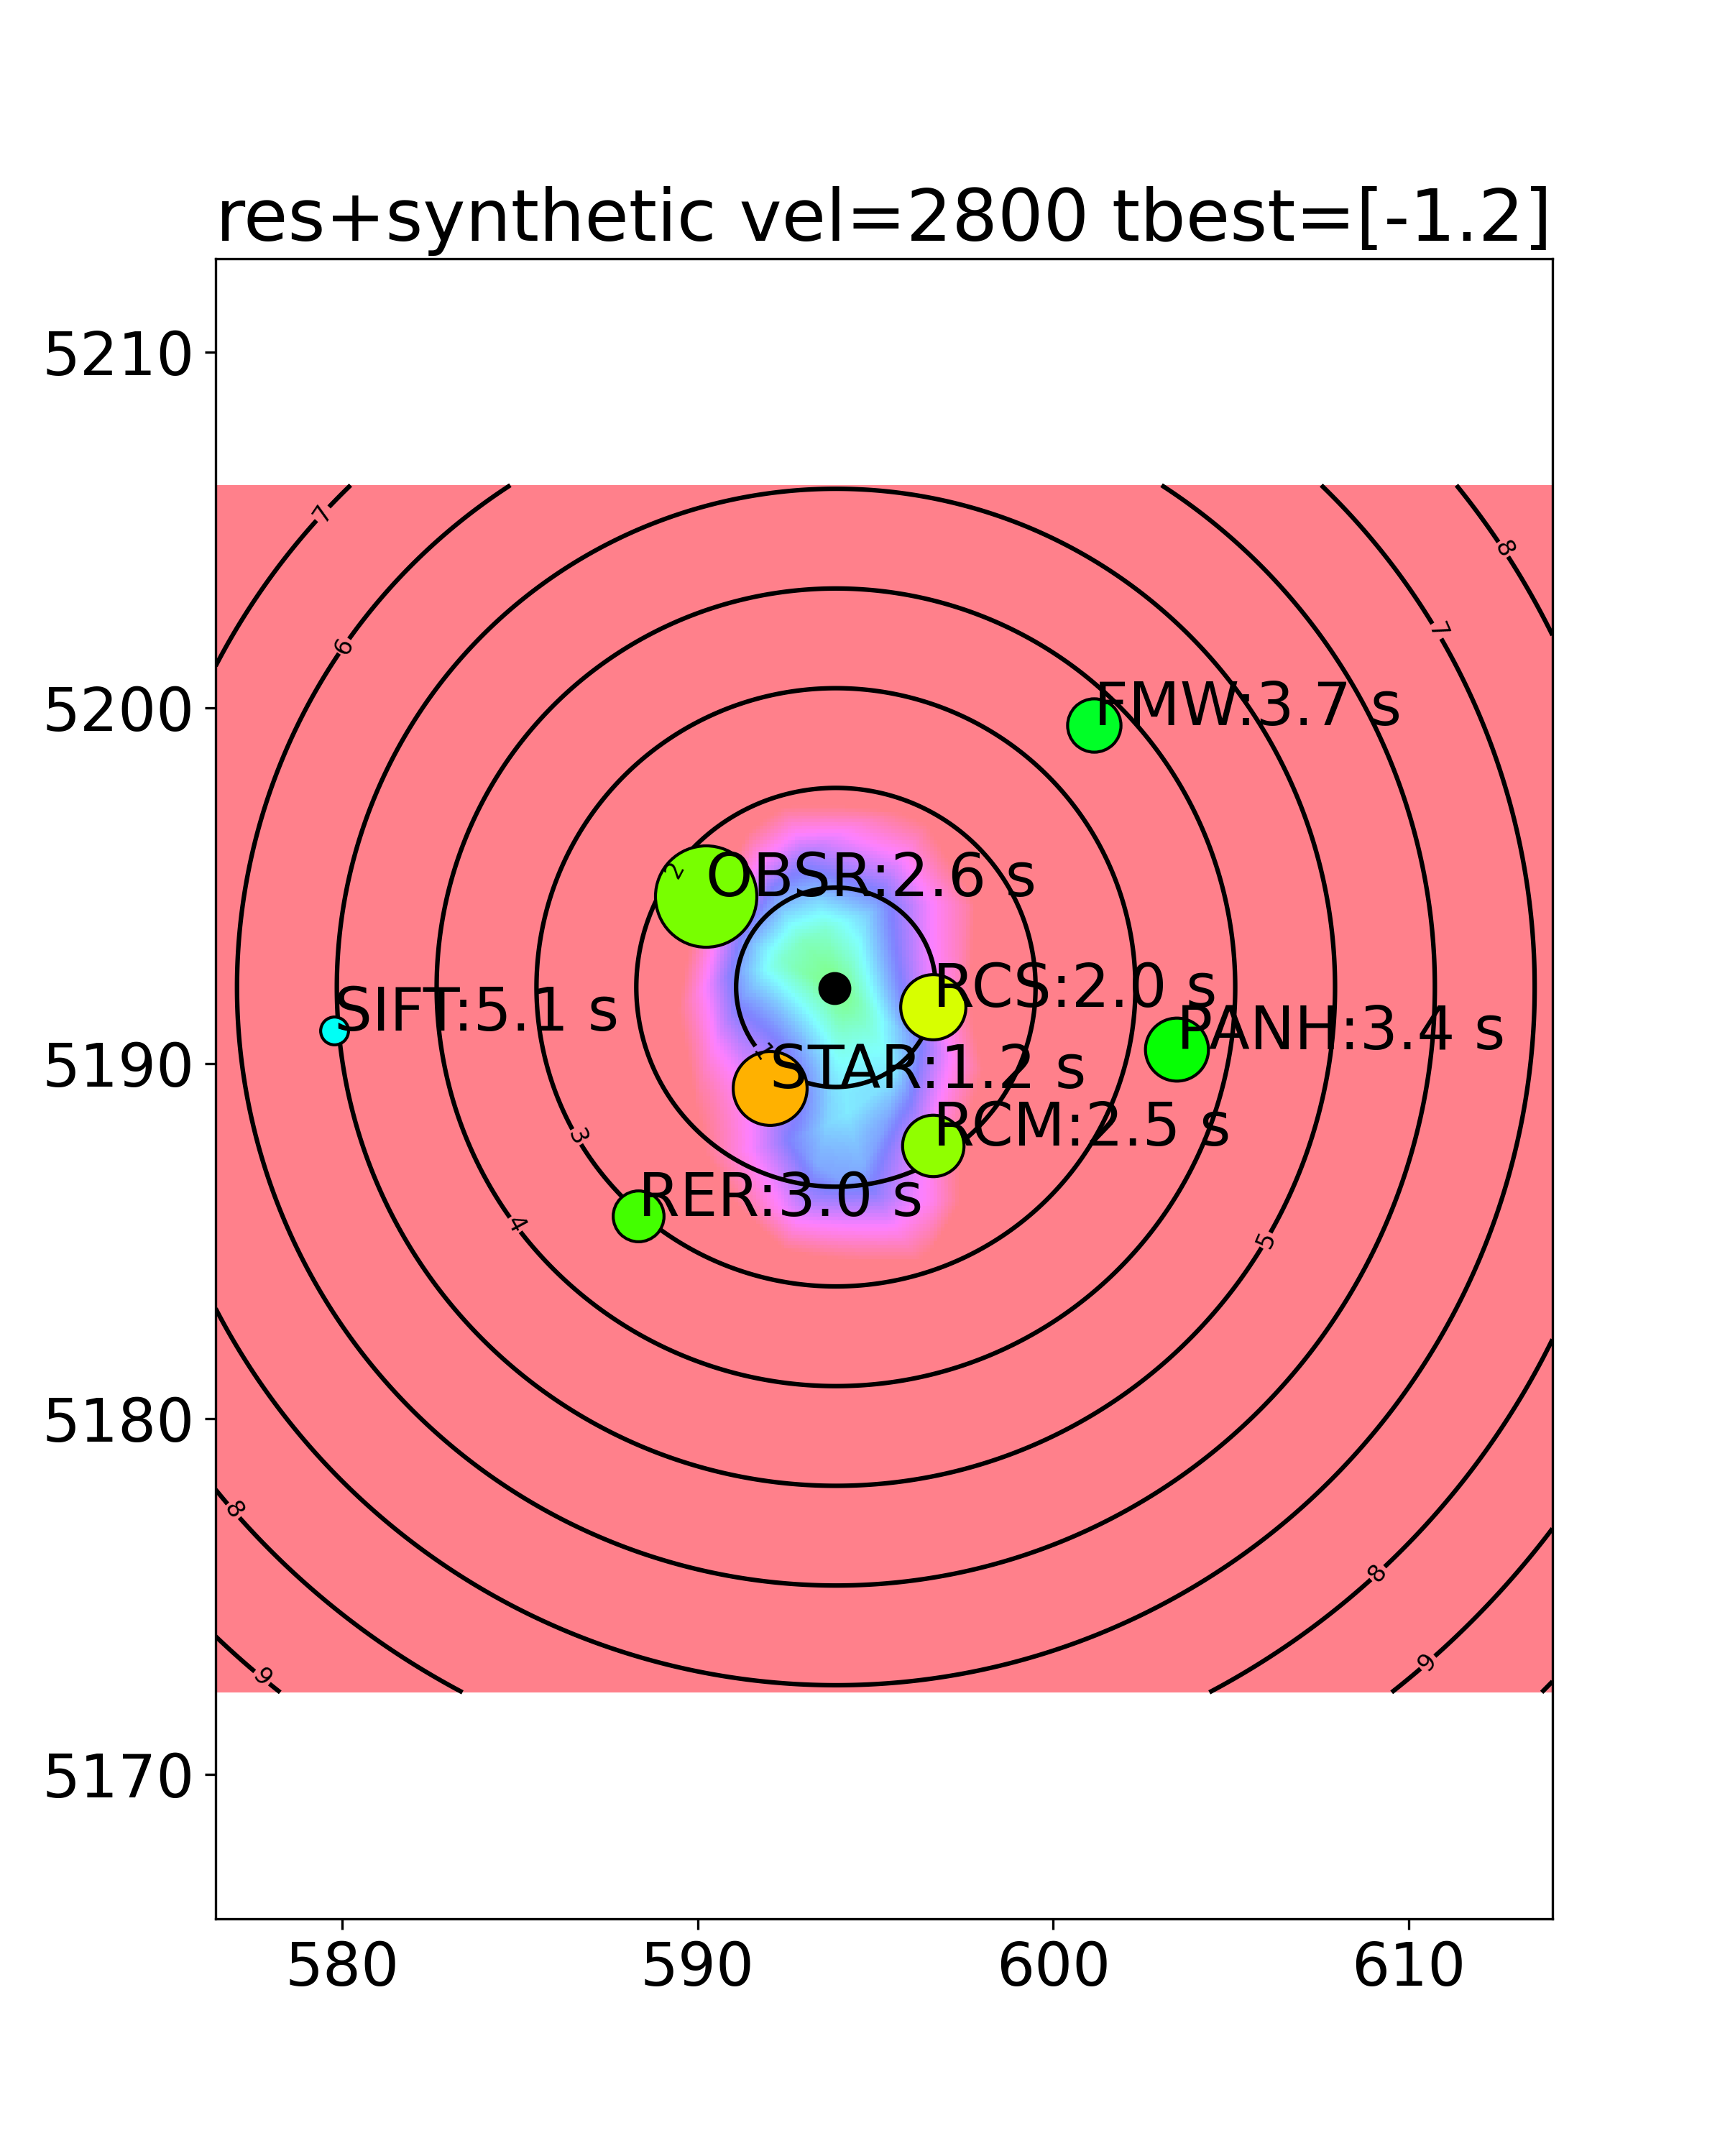 res+synthetic vel=2800 tbest=[-1.2]
5210
7
8
6
7
5200
FMW:3.7 s
2
OBSR:2.6 s
RCS:2.0 s
SIFT:5.1 s
PANH:3.4 s
5190
1
STAR:1.2 s
RCM:2.5 s
3
RER:3.0 s
4
5
5180
8
8
9
9
5170
580
590
600
610